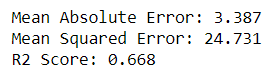 Mean Absolute Error: 3.387
Mean Squared Error: 24.731
R2 Score: 0.668